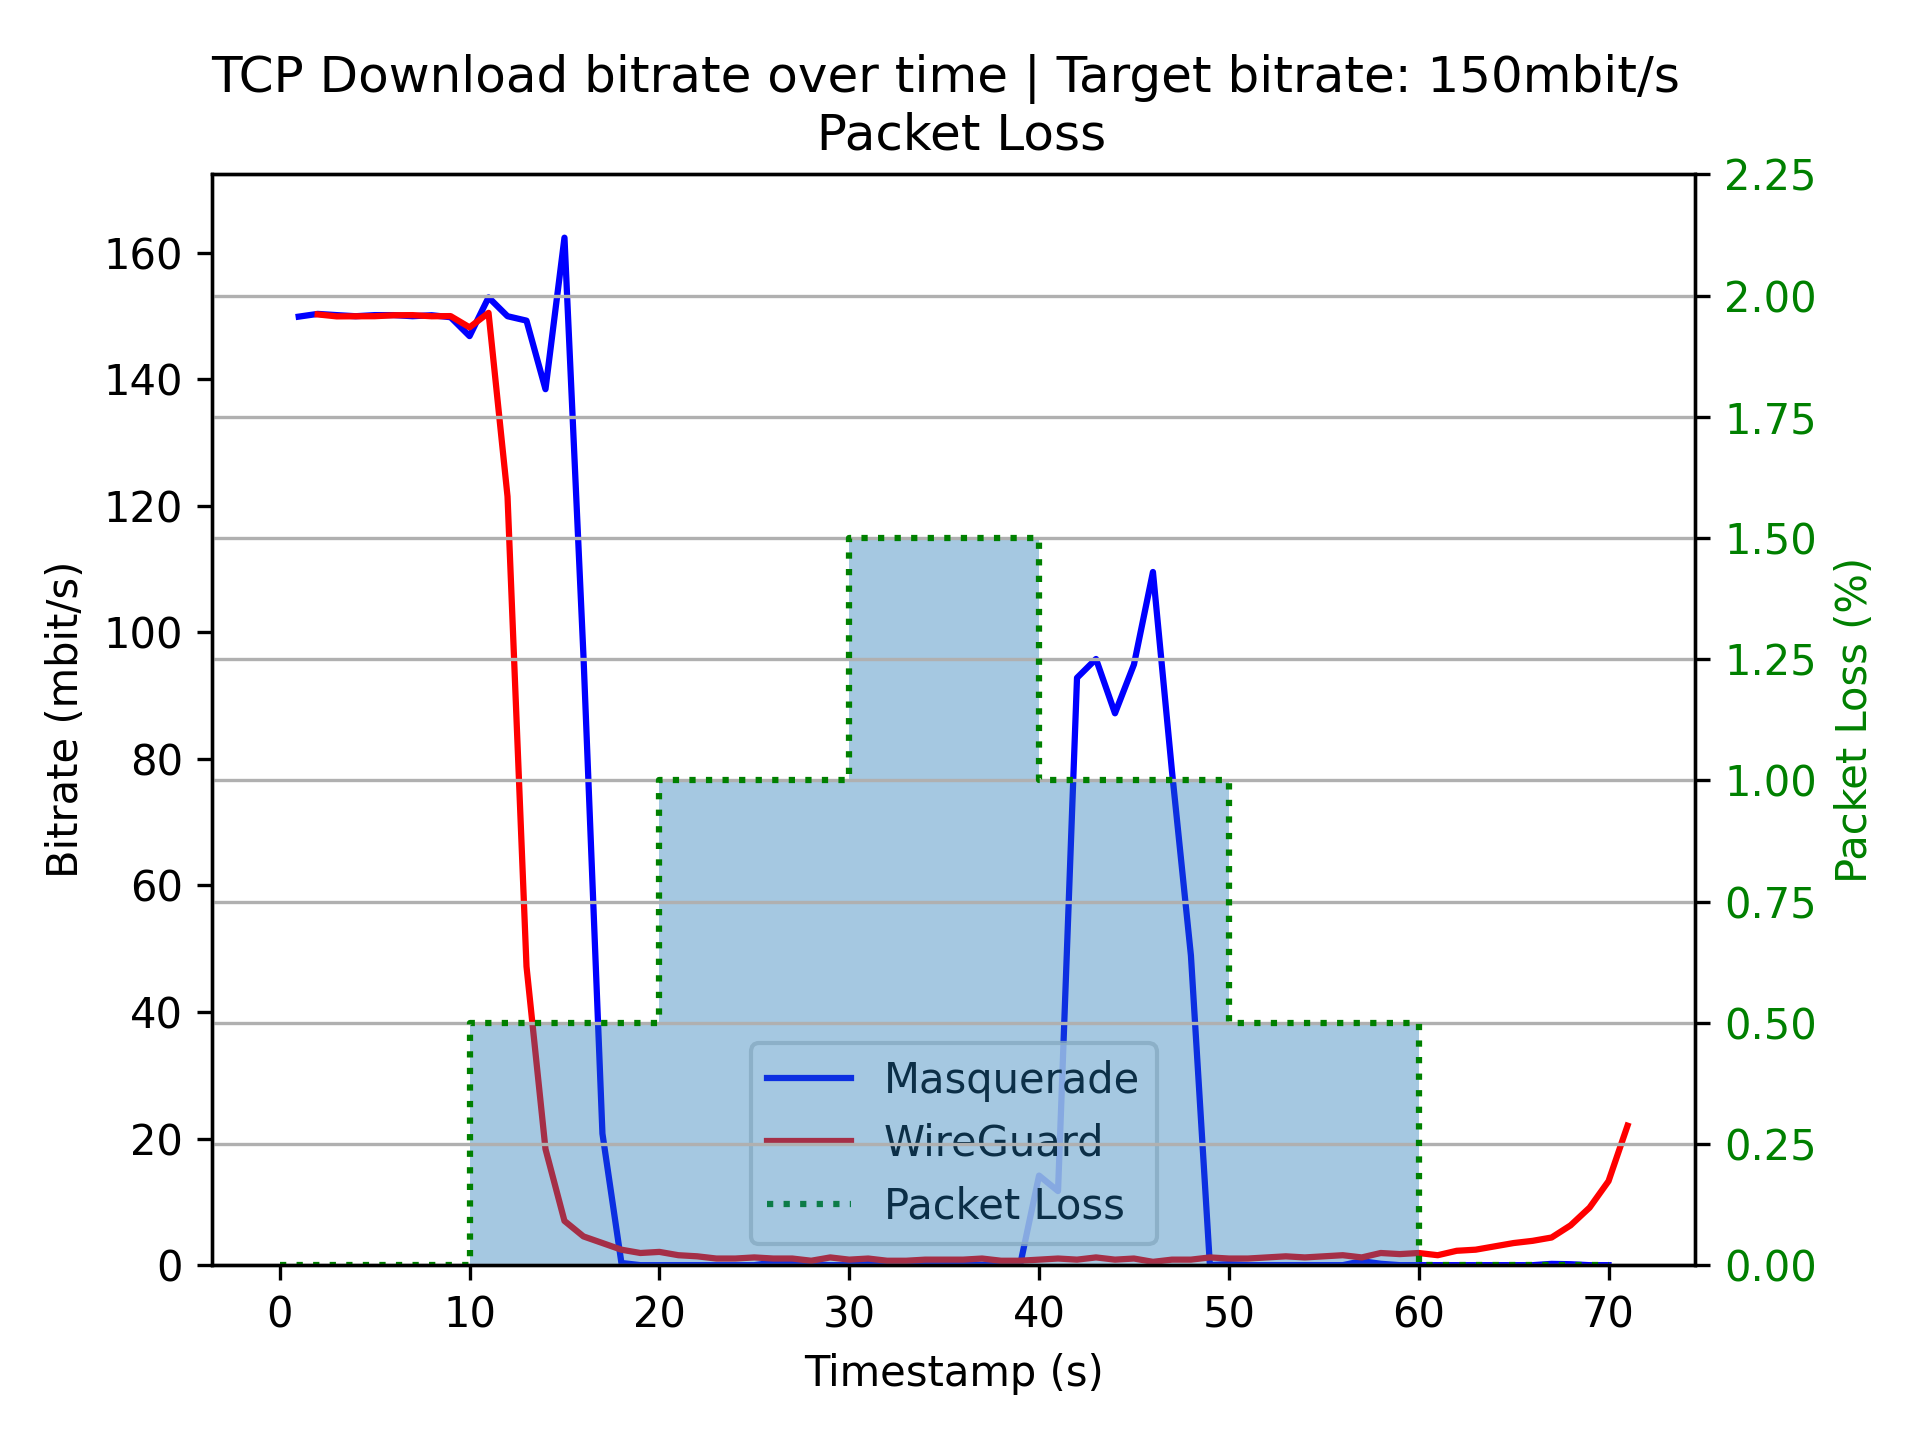 TCP Download bitrate over time | Target bitrate: 150mbit/s
Packet Loss
160
140
120
100
80
60
40
20
0
Bitrate (mbit/s)
2.25
2.00
1.75
1.50
1.25
1.00
0.75
0.50
0.25
0.00
Packet Loss (%)
Masquerade
WireGuard
Packet Loss
0 10 20 30 40 50 60 70
Timestamp (s)